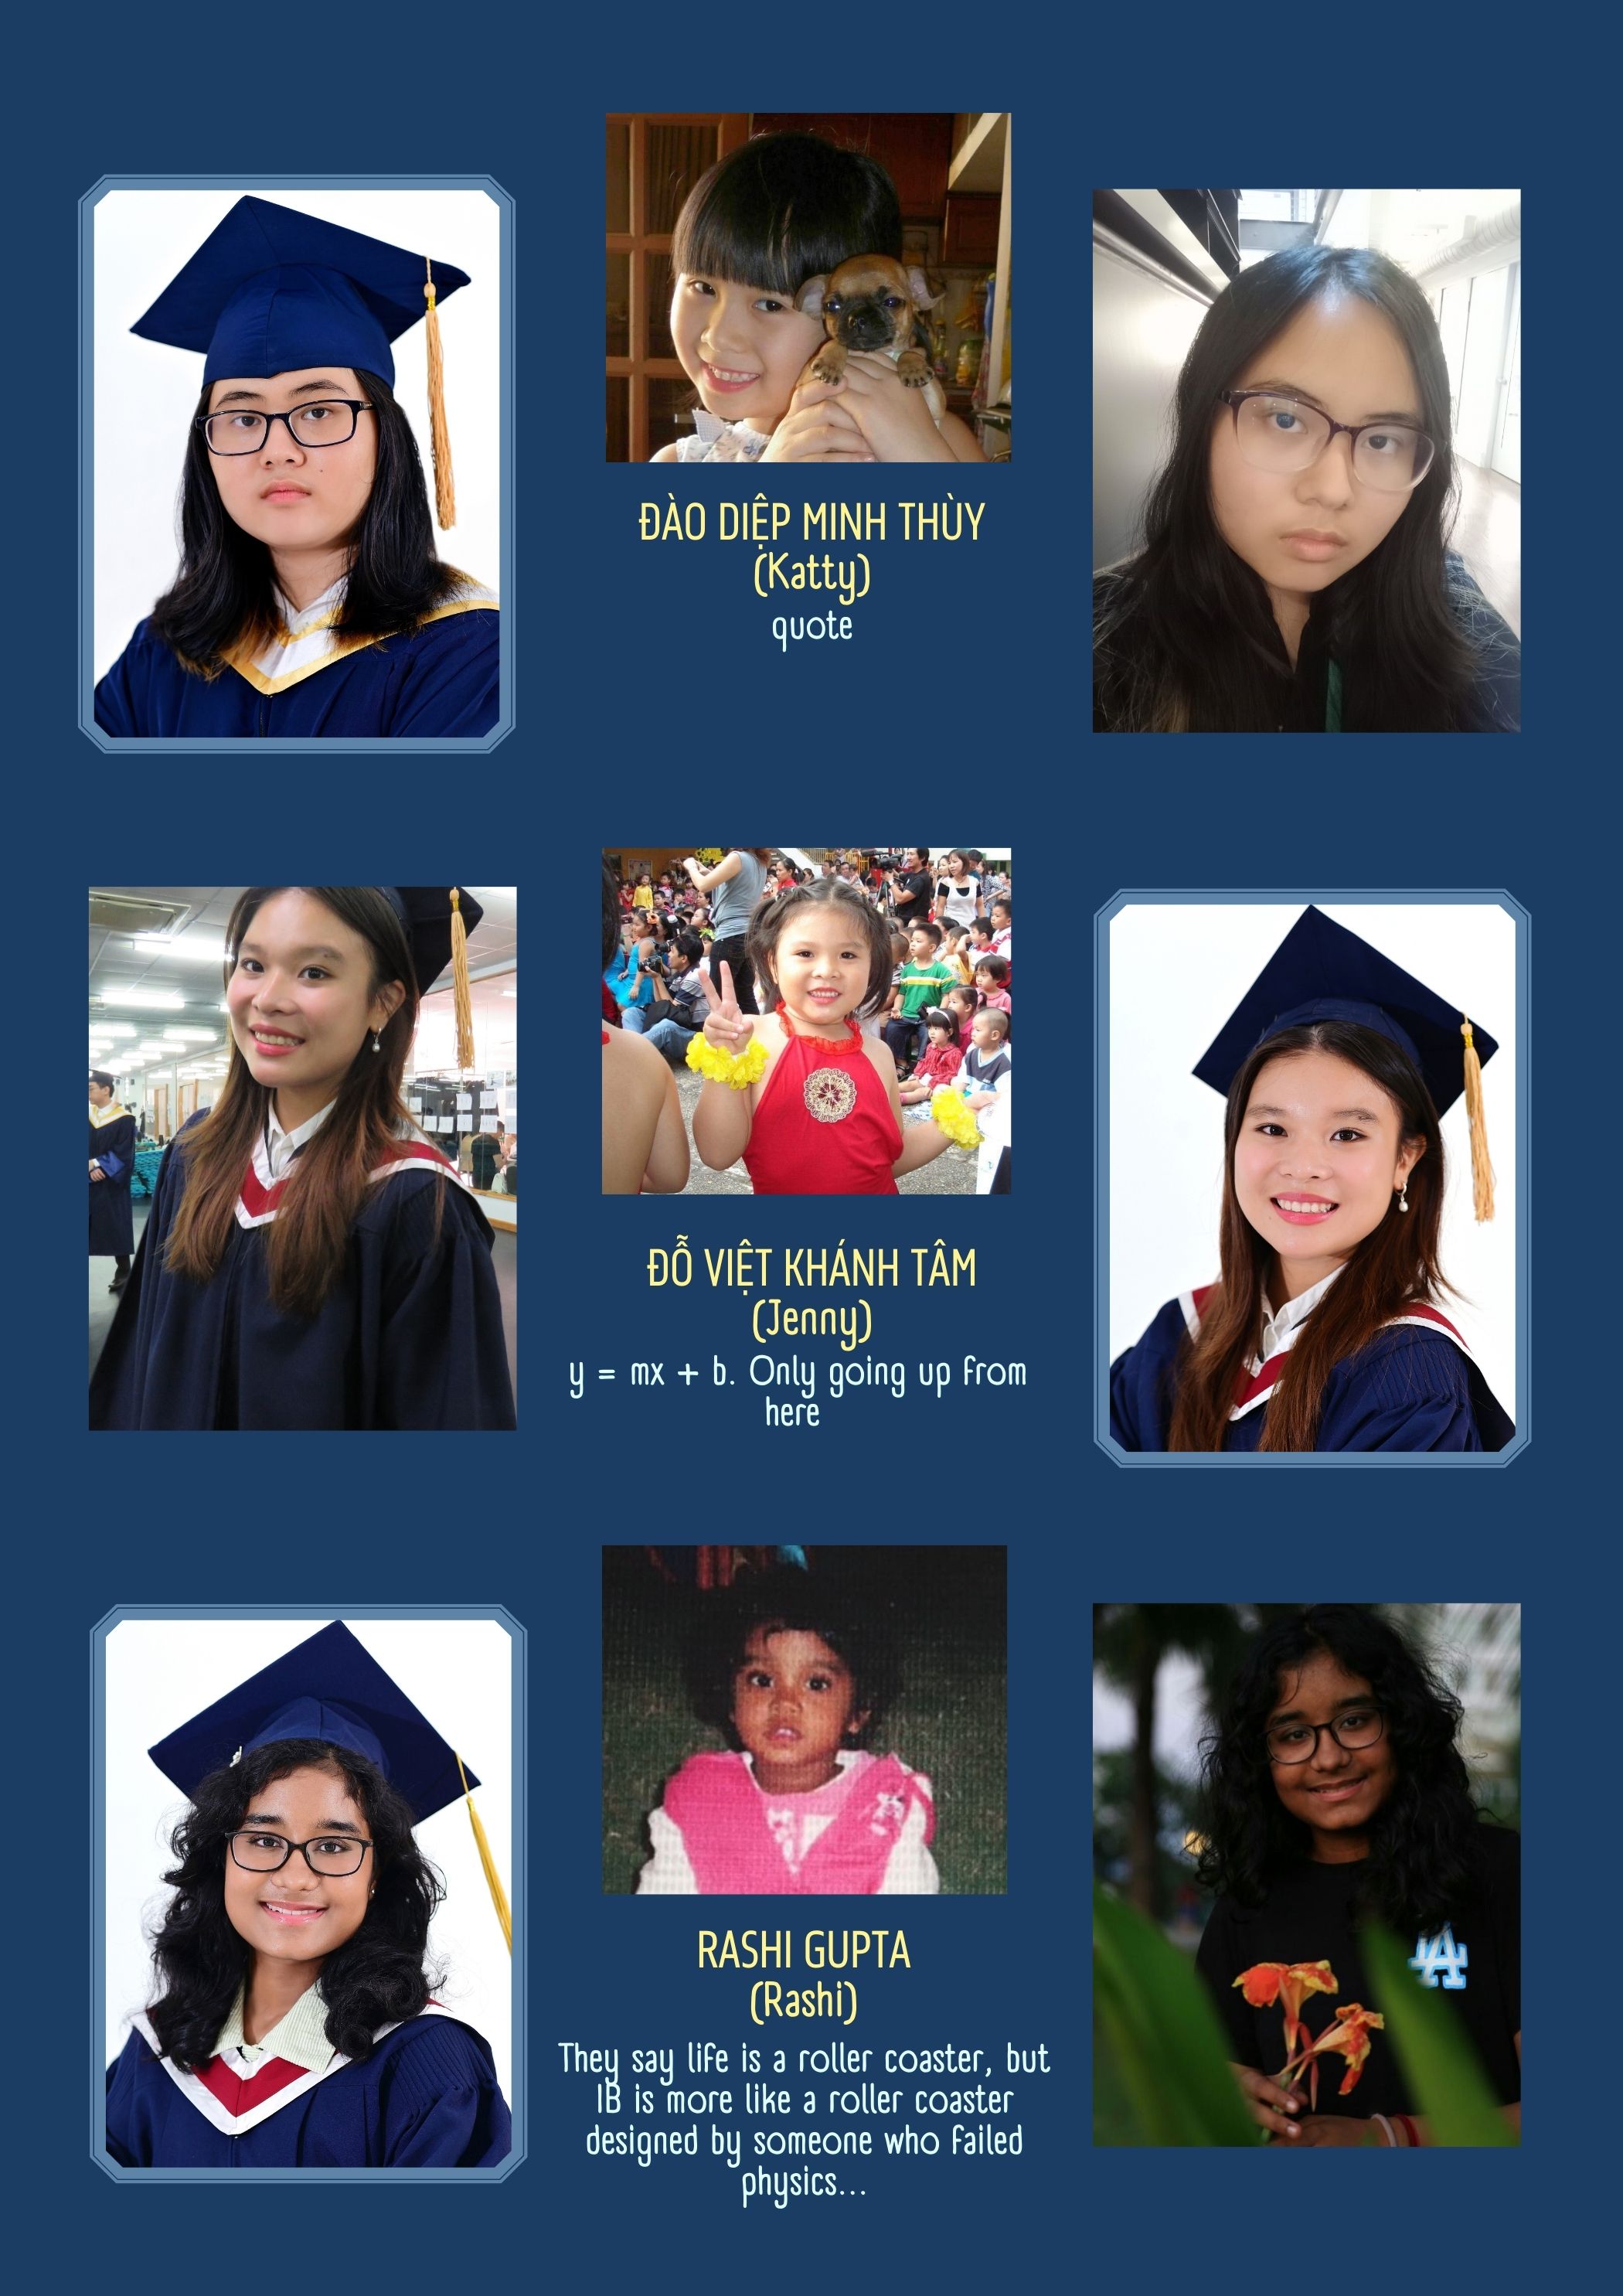 ĐÀO DIỆP MINH THÙY
(Katty)
quote
ĐỖ VIỆT KHÁNH TÂM
(Jenny)
y = mx + b. Only going up from
here
RASHI GUPTA
(Rashi)
They say life is a roller coaster, but
IB is more like a roller coaster
designed by someone who failed
physics...
LA